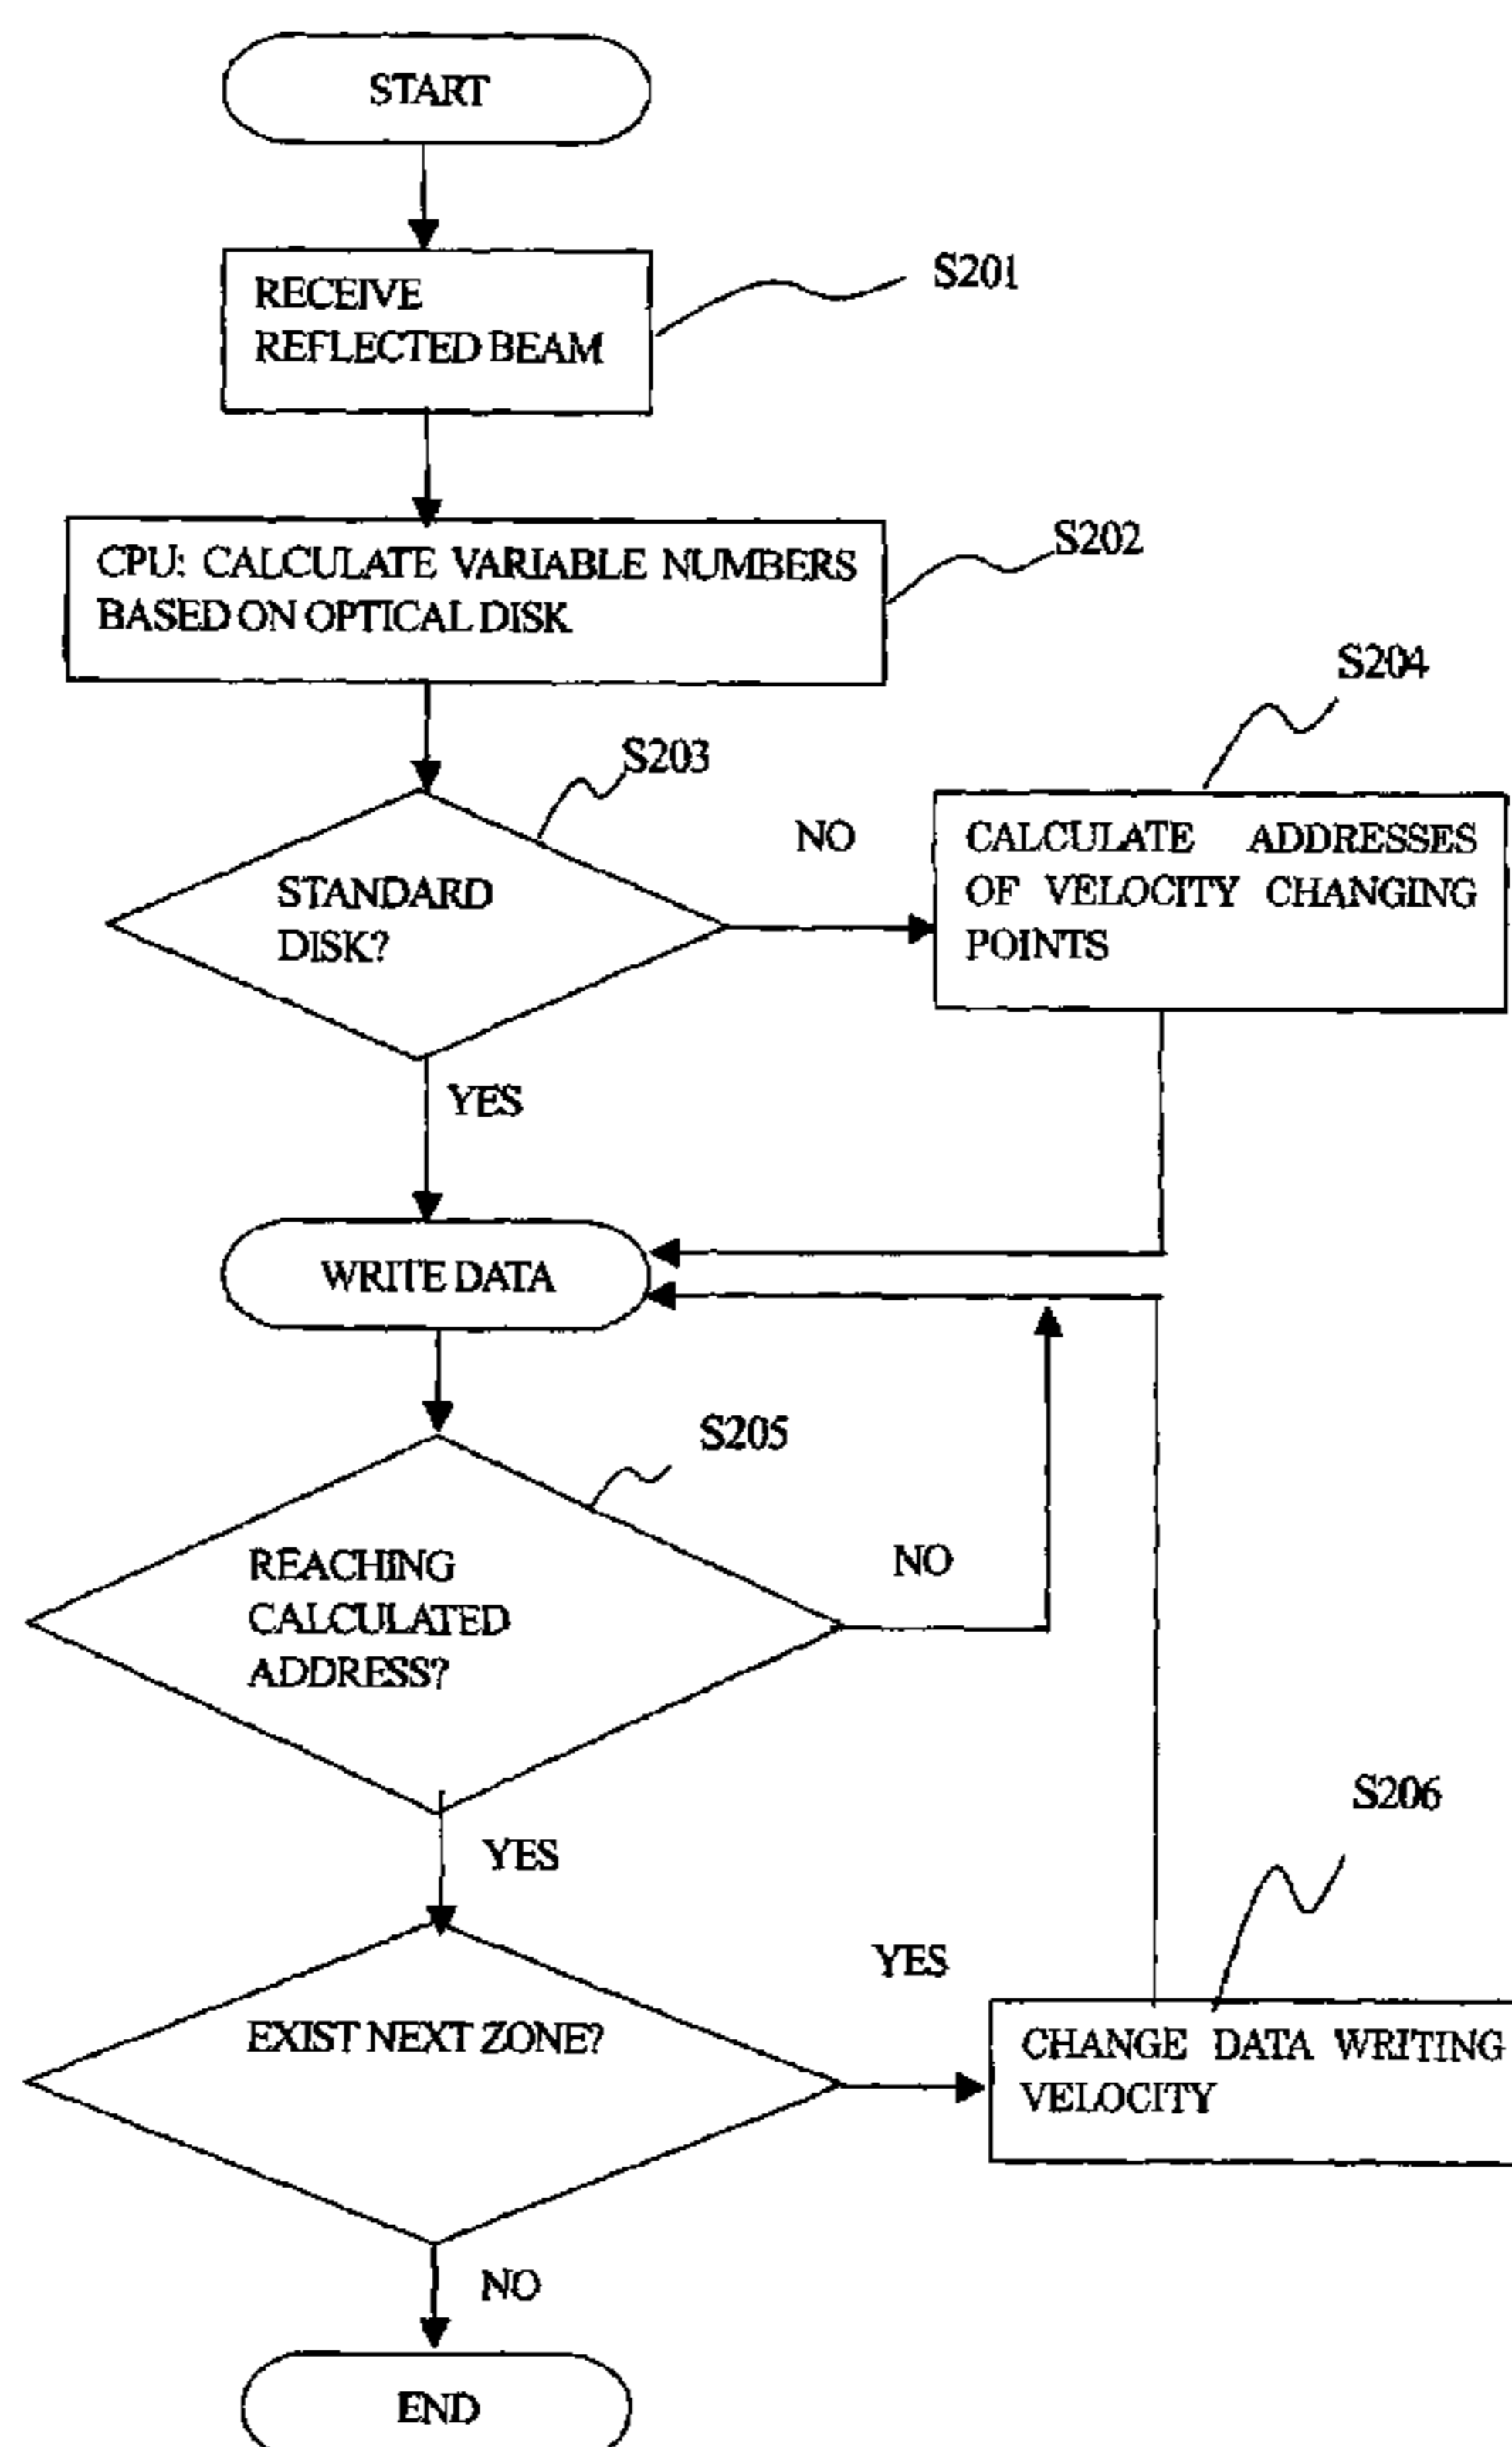 START
RECEIVE
REFLECTED BEAM
S201
CPU: CALCULATE VARIABLE NUMBERS
BASED ON OPTICAL DISK
S202
S203
STANDARD
DISK?
NO
S204
CALCULATE ADDRESSES
OF VELOCITY CHANGING
POINTS
YES
WRITE DATA
S205
REACHING
CALCULATED
ADDRESS?
NO
YES
S206
EXIST NEXT ZONE?
YES
CHANGE DATA WRITING
VELOCITY
NO
END